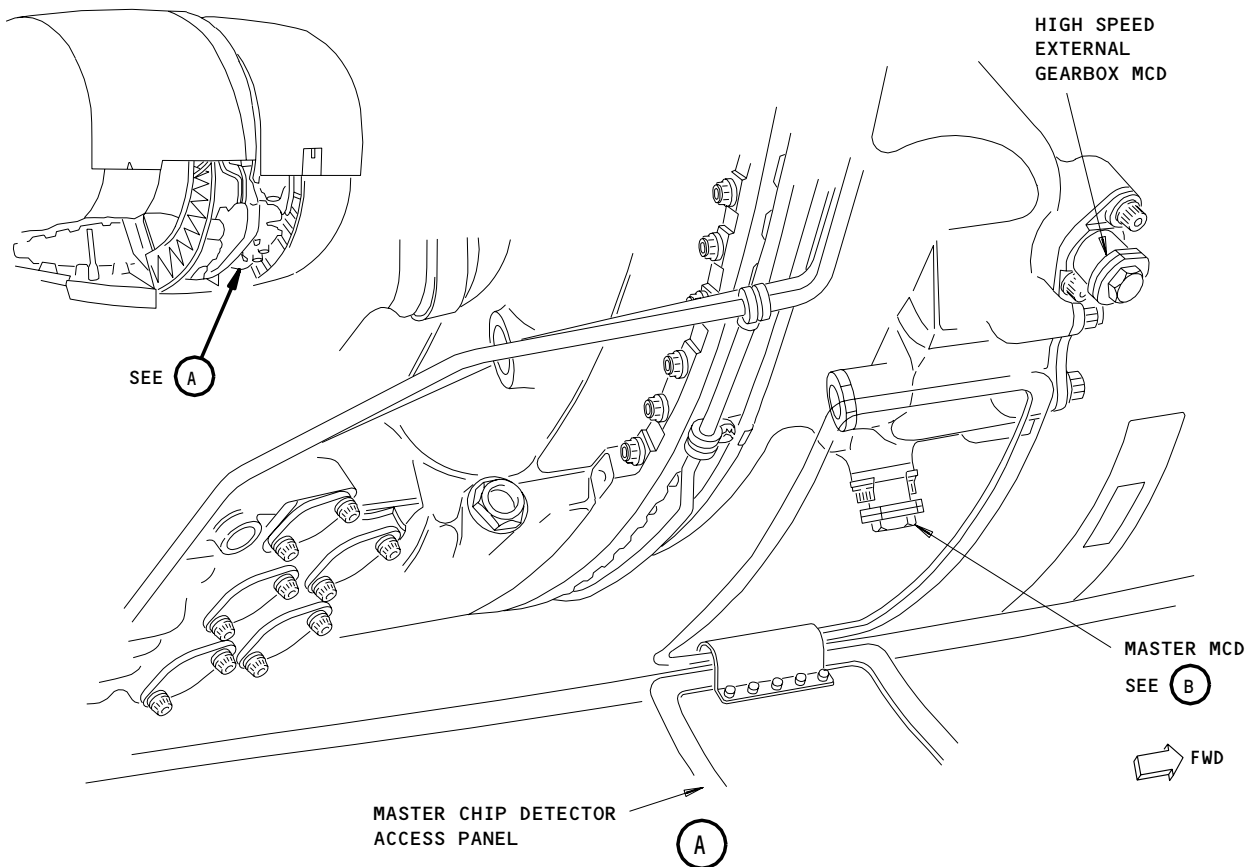 HIGH SPEED
EXTERNAL
GEARBOX MCD
SEE A
MASTER MCD
SEE B
FWD
MASTER CHIP DETECTOR
ACCESS PANEL
A